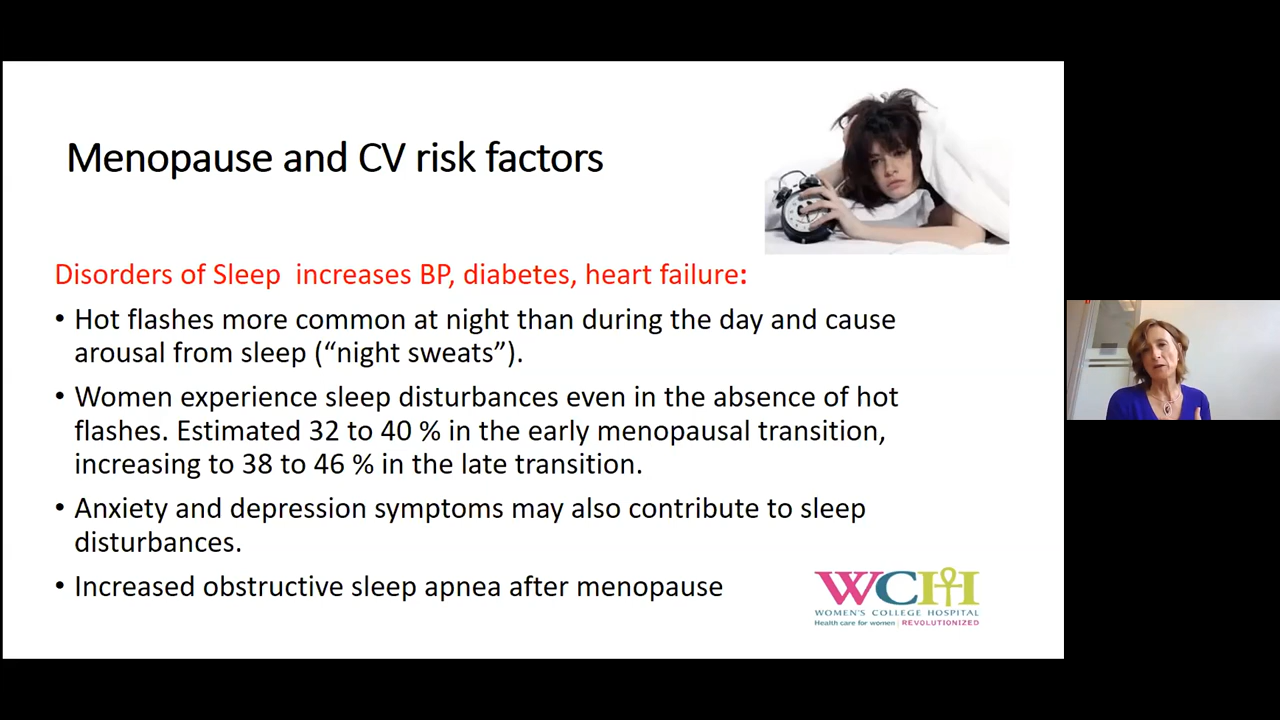 Menopause and CV risk factors
Disorders of Sleep  increases BP, diabetes, heart failure:
• Hot flashes more common at night than during the day and cause
arousal from sleep (“night sweats”).
• Women experience sleep disturbances even in the absence of hot
flashes. Estimated 32 to 40 % in the early menopausal transition,
increasing to 38 to 46 % in the late transition.
• Anxiety and depression symptoms may also contribute to sleep
disturbances.
• Increased obstructive sleep apnea after menopause
WCH
WOMEN'S COLLEGE HOSPITAL
Health care for women | REVOLUTIONIZED